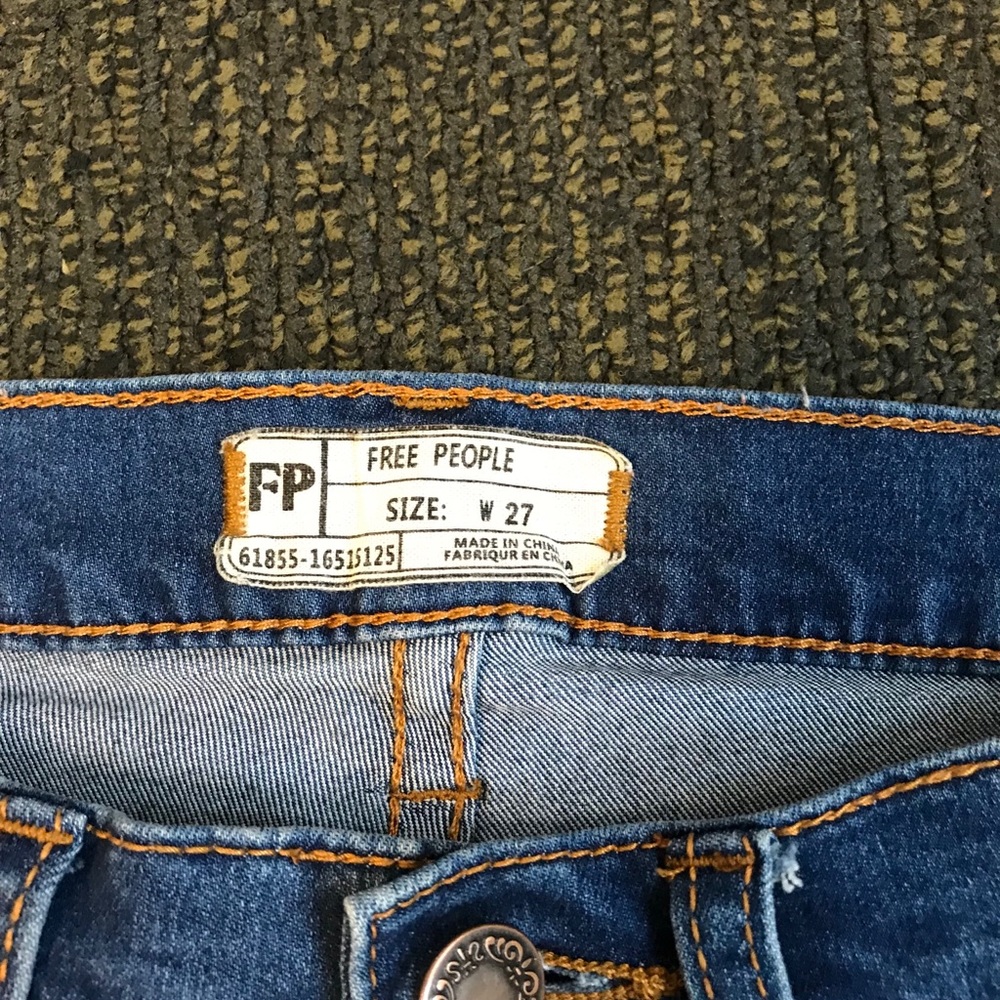 FP
FREE PEOPLE
SIZE: W 27
61855-16515125
MADE IN CHINA
FABRIQUR EN CHINA